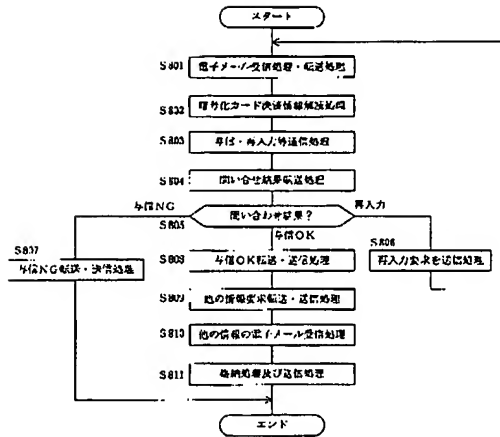 スタート
S801
電子メール受信処理・転送処理
S802
暗号化カード決済情報解読処理
S803
与信・再入力等通信処理
S804
問い合せ結果転送処理
与信NG
問い合わせ結果?
再入力
S805
与信OK
S807
与信NG転送・送信処理
S808
与信OK転送・送信処理
S806
再入力要求を送信処理
S809
他の情報要求転送・送信処理
S810
他の情報の電子メール受信処理
S811
格納処理及び送信処理
エンド